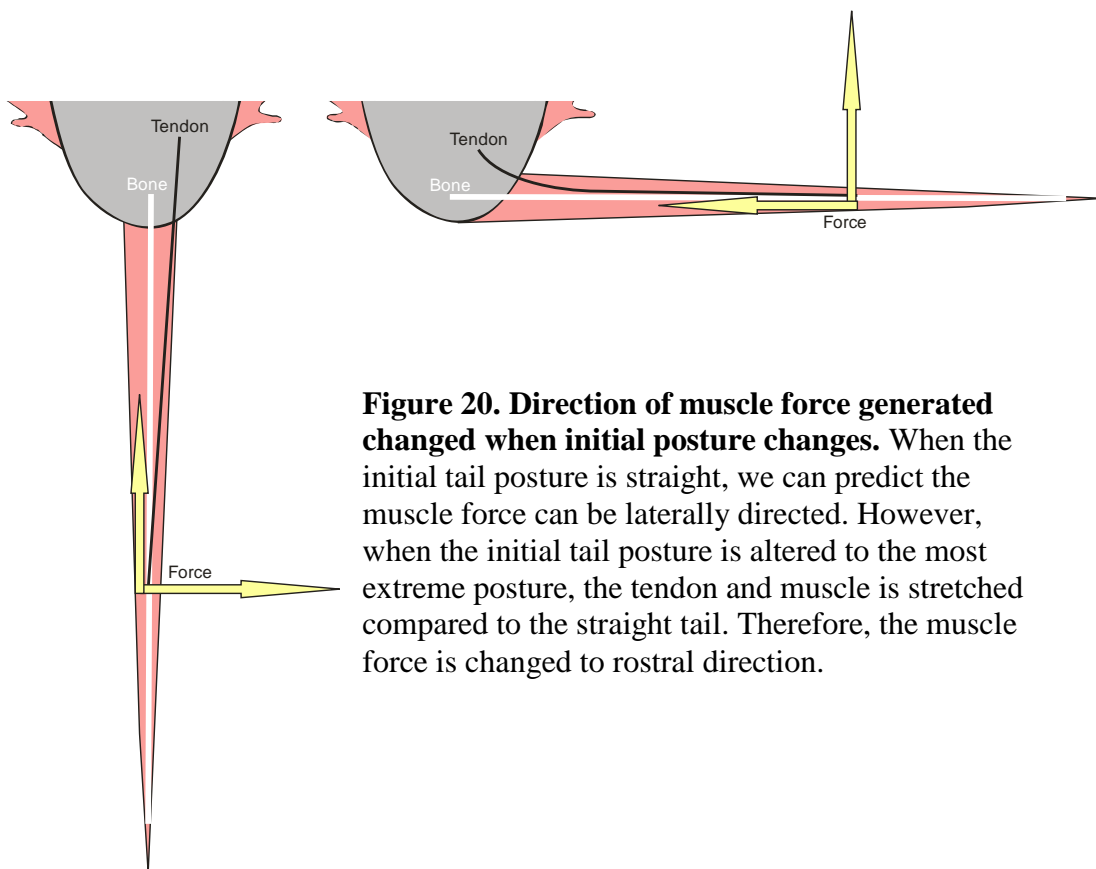 Tendon
Bone
Force
Tendon
Bone
Force
Figure 20. Direction of muscle force generated
changed when initial posture changes. When the
initial tail posture is straight, we can predict the
muscle force can be laterally directed. However,
when the initial tail posture is altered to the most
extreme posture, the tendon and muscle is stretched
compared to the straight tail. Therefore, the muscle
force is changed to rostral direction.